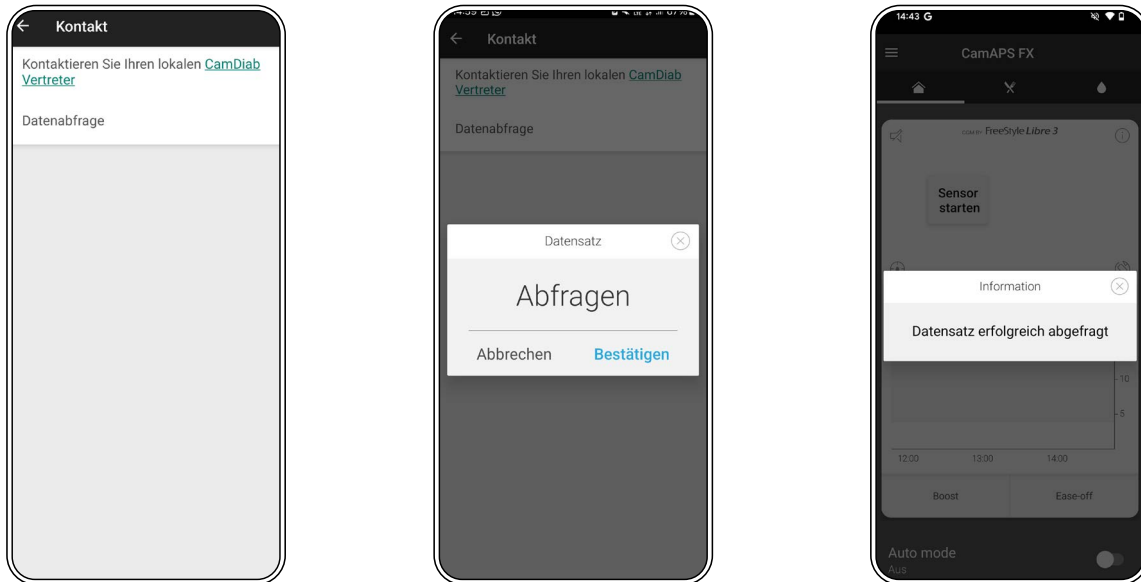 Kontakt
Kontaktieren Sie Ihren lokalen CamDiab
Vertreter
Datenabfrage
Kontakt
Kontaktieren Sie Ihren lokalen CamDiab
Vertreter
Datenabfrage
Datensatz
Abfragen
Abbrechen Bestätigen
14:43 G
CamAPS FX
FreeStyle Libre 3
Sensor
starten
Information
Datensatz erfolgreich abgefragt
10
5
12:00 13:00 14:00
Boost Ease-off
Auto mode
Aus